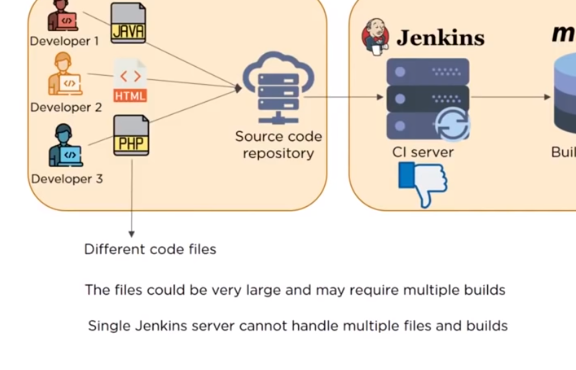 JAVA
Jenkins
Developer 1
HTML
Developer 2
PHP
Source code
repository
CI server
Developer 3
Different code files
The files could be very large and may require multiple builds
Single Jenkins server cannot handle multiple files and builds